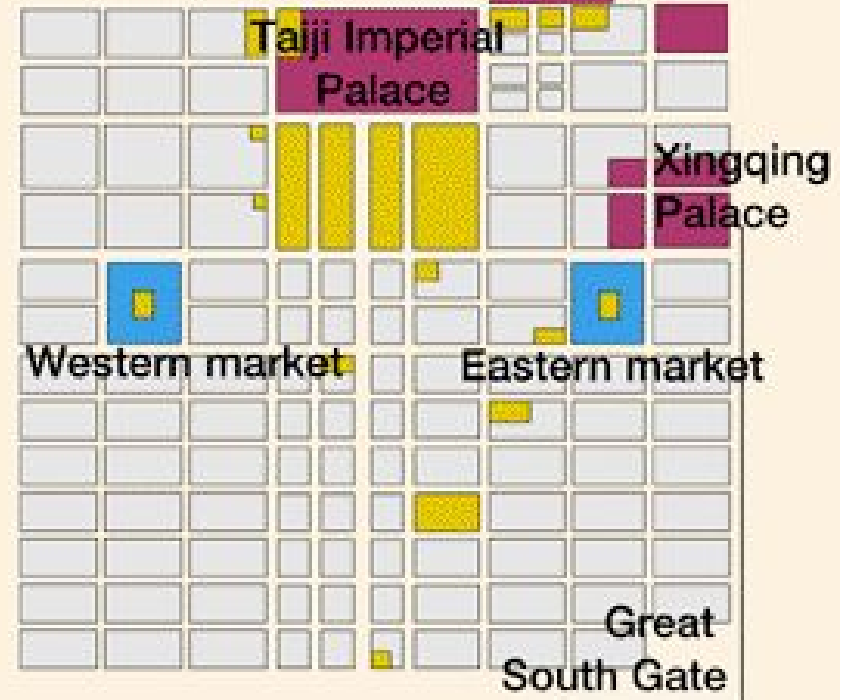 Taiji Imperial
Palace
Xingqing
Palace
Western market
Eastern market
Great
South Gate